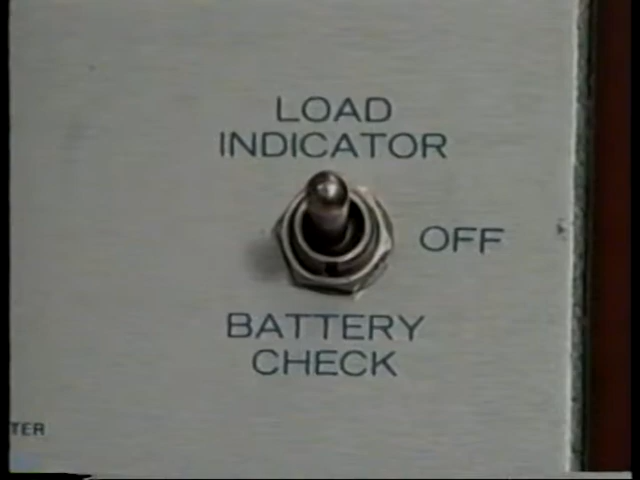 LOAD
INDICATOR
OFF
BATTERY
CHECK
TER